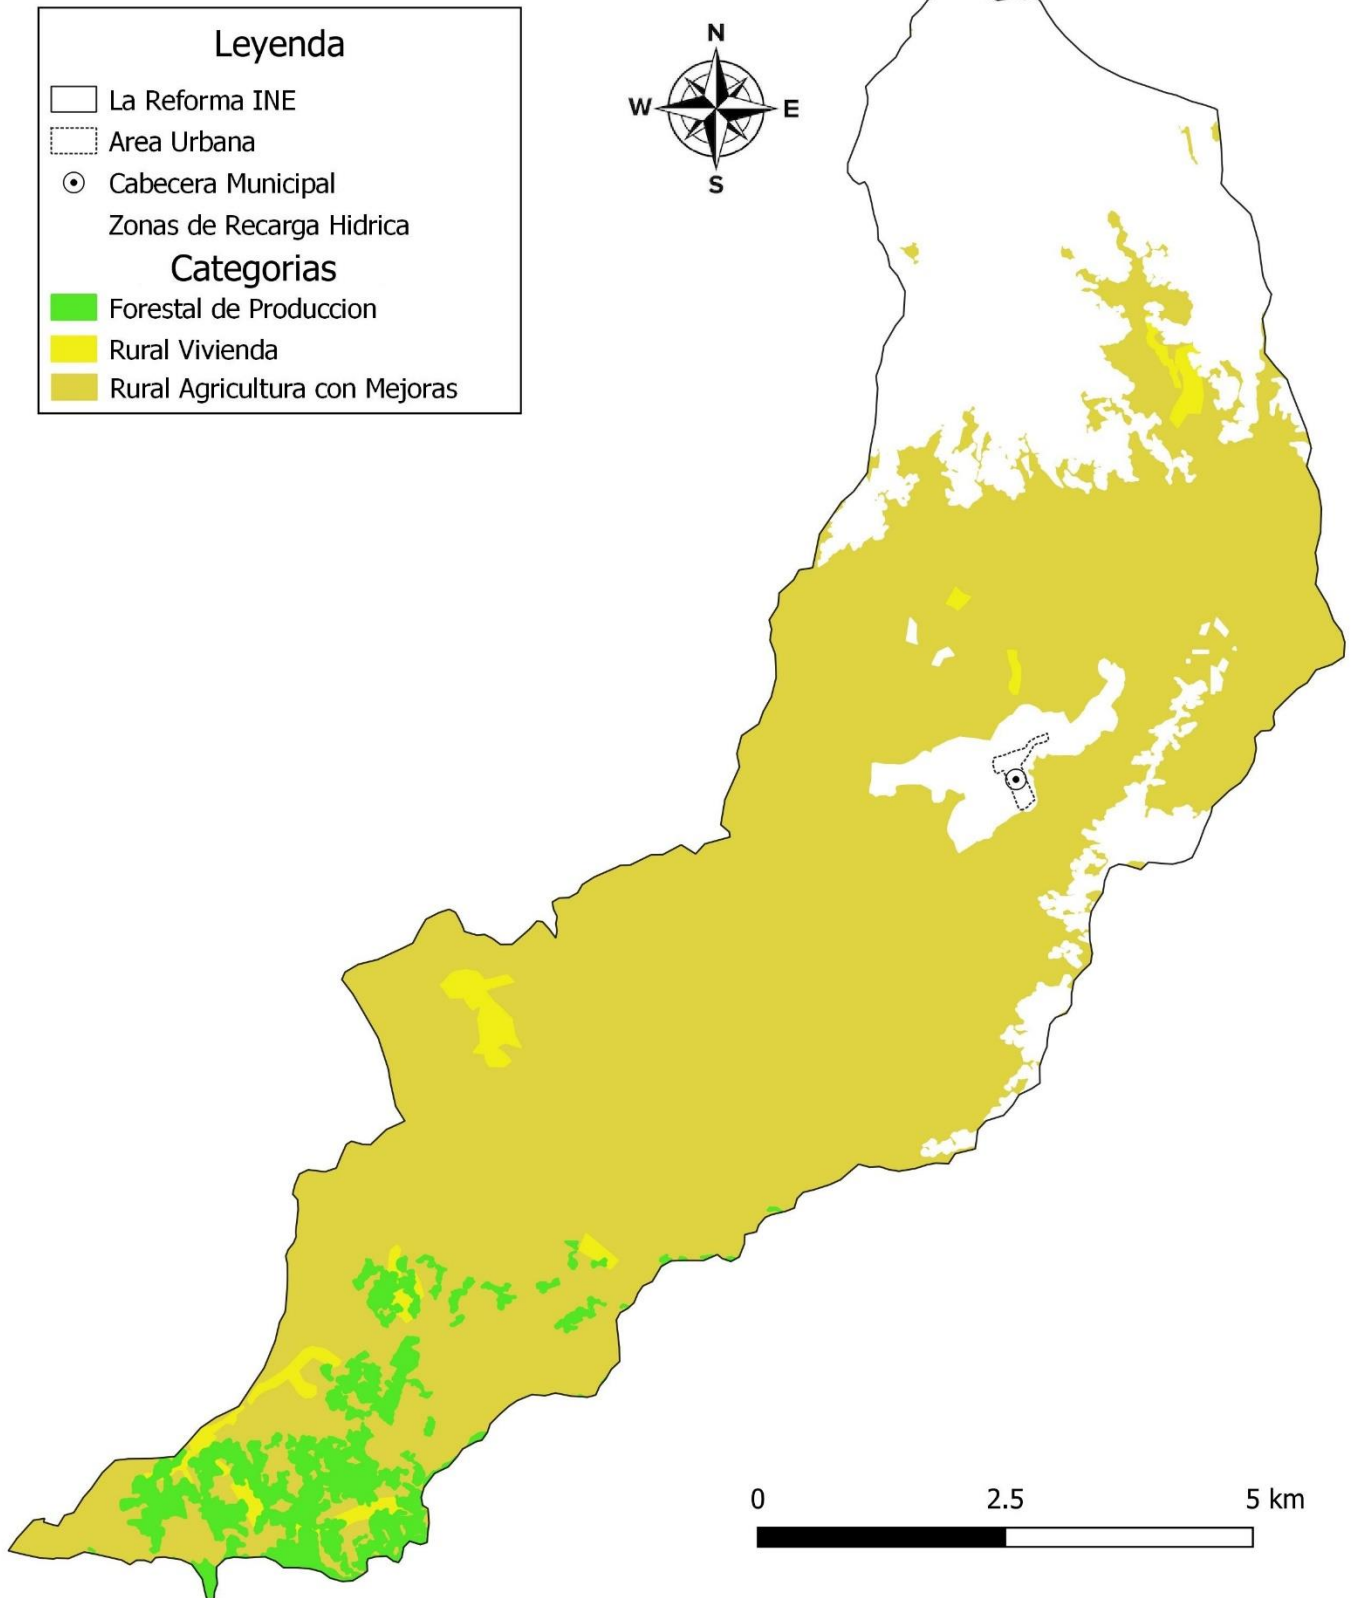 Leyenda
La Reforma INE
Area Urbana
Cabecera Municipal
Zonas de Recarga Hidrica
Categorias
Forestal de Produccion
Rural Vivienda
Rural Agricultura con Mejoras
N
W E
S
0 2.5 5 km